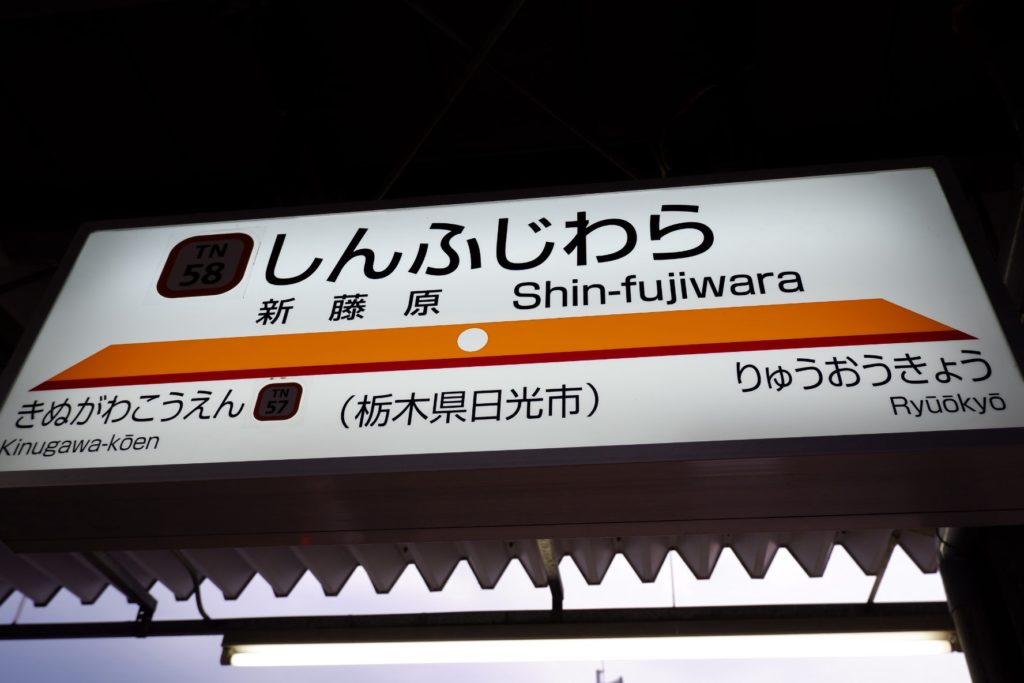 TN
58
しんふじわら
新藤原 Shin-fujiwara
きぬがわこうえん
TN
57
Kinugawa-kōen
（栃木県日光市）
りゅうおうきょう
Ryūōkyō